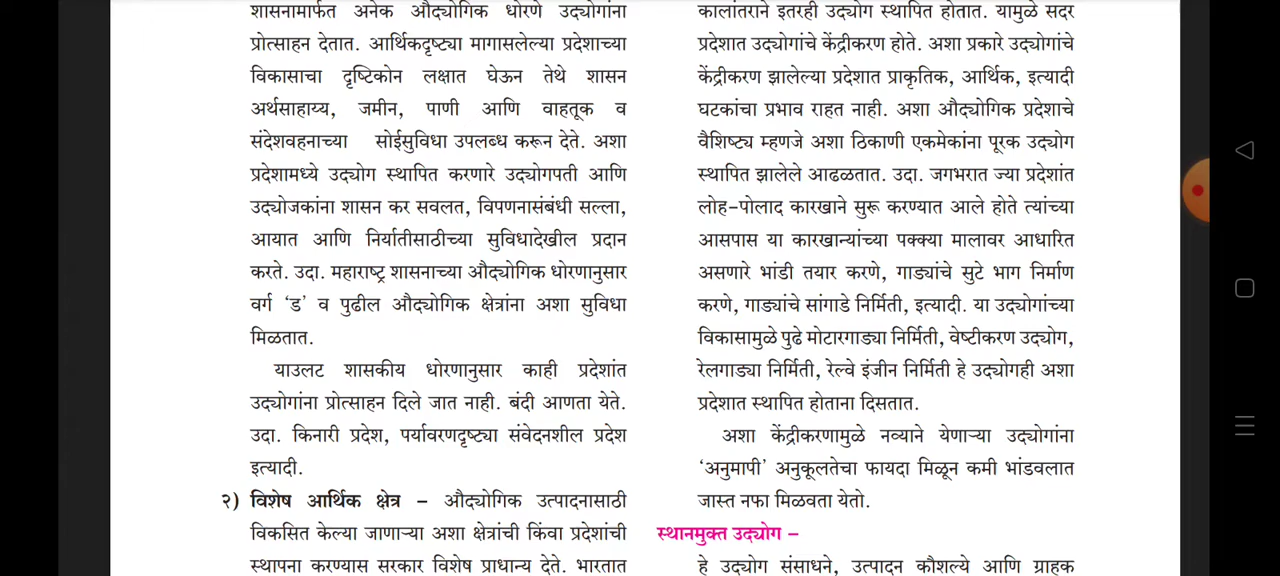 शासनामार्फत अनेक औद्योगिक धोरणे उद्योगांना
प्रोत्साहन देतात. आर्थिकदृष्ट्या मागासलेल्या प्रदेशाच्या
विकासाचा दृष्टिकोन लक्षात घेऊन तेथे शासन
अर्थसाहाय्य, जमीन, पाणी आणि वाहतूक व
संदेशवहनाच्या सोईसुविधा उपलब्ध करून देते. अशा
प्रदेशामध्ये उद्योग स्थापित करणारे उद्योगपती आणि
उद्योजकांना शासन कर सवलत, विपणनासंबंधी सल्ला,
आयात आणि निर्यातीसाठीच्या सुविधादेखील प्रदान
करते. उदा. महाराष्ट्र शासनाच्या औद्योगिक धोरणानुसार
वर्ग ‘ड’ व पुढील औद्योगिक क्षेत्रांना अशा सुविधा
मिळतात.
याउलट शासकीय धोरणानुसार काही प्रदेशांत
उद्योगांना प्रोत्साहन दिले जात नाही. बंदी आणता येते.
उदा. किनारी प्रदेश, पर्यावरणदृष्ट्या संवेदनशील प्रदेश
इत्यादी.
२) विशेष आर्थिक क्षेत्र – औद्योगिक उत्पादनासाठी
विकसित केल्या जाणाऱ्या अशा क्षेत्रांची किंवा प्रदेशांची
स्थापना करण्यास सरकार विशेष प्राधान्य देते. भारतात
कालांतराने इतरही उद्योग स्थापित होतात. यामुळे सदर
प्रदेशात उद्योगांचे केंद्रीकरण होते. अशा प्रकारे उद्योगांचे
केंद्रीकरण झालेल्या प्रदेशात प्राकृतिक, आर्थिक, इत्यादी
घटकांचा प्रभाव राहत नाही. अशा औद्योगिक प्रदेशाचे
वैशिष्ट्य म्हणजे अशा ठिकाणी एकमेकांना पूरक उद्योग
स्थापित झालेले आढळतात. उदा. जगभरात ज्या प्रदेशांत
लोह-पोलाद कारखाने सुरू करण्यात आले होते त्यांच्या
आसपास या कारखान्यांच्या पक्क्या मालावर आधारित
असणारे भांडी तयार करणे, गाड्यांचे सुटे भाग निर्माण
करणे, गाड्यांचे सांगाडे निर्मिती, इत्यादी. या उद्योगांच्या
विकासामुळे पुढे मोटारगाड्या निर्मिती, वेष्टीकरण उद्योग,
रेलगाड्या निर्मिती, रेल्वे इंजीन निर्मिती हे उद्योगही अशा
प्रदेशात स्थापित होताना दिसतात.
अशा केंद्रीकरणामुळे नव्याने येणाऱ्या उद्योगांना
‘अनुमापी’ अनुकूलतेचा फायदा मिळून कमी भांडवलात
जास्त नफा मिळवता येतो.
स्थानमुक्त उद्योग –
हे उद्योग संसाधने, उत्पादन कौशल्ये आणि ग्राहक